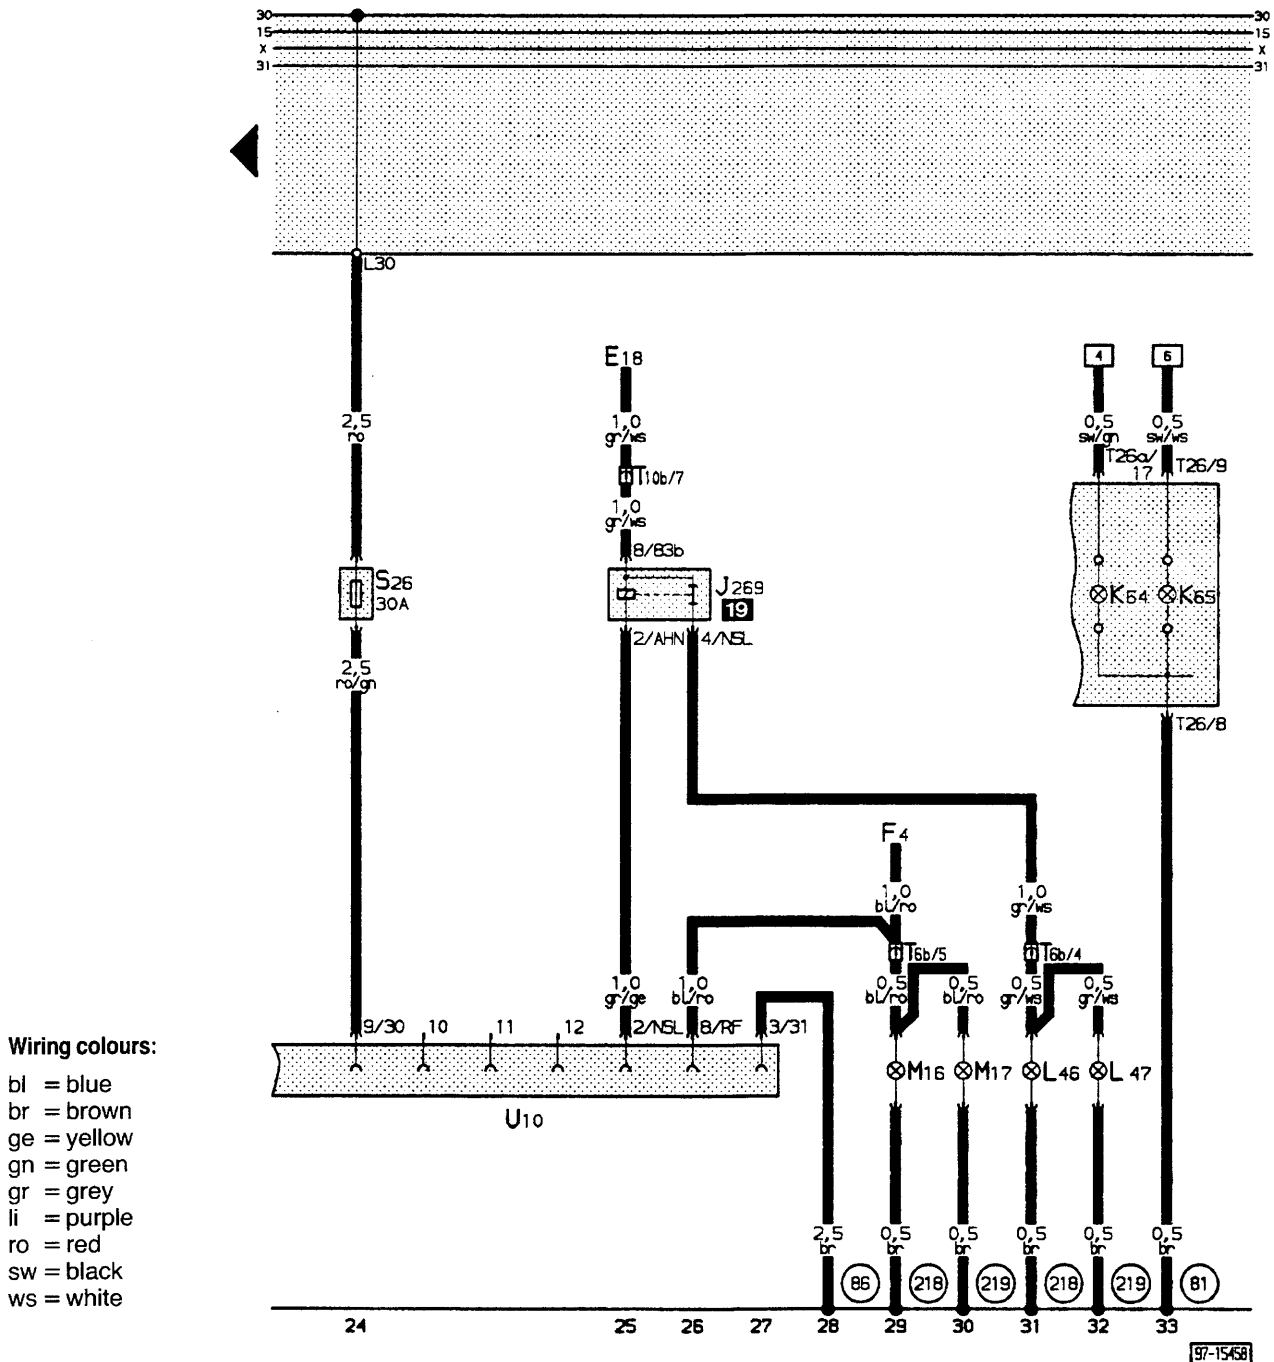 30 30
15 15
X X
31 31
L30
E18
4 6
2,5
ro
1,0
gr/ws
0,5
sw/gn
0,5
sw/ws
T10b/7
T26a/
17
T26/9
1,0
gr/ws
8/83b
S26
30A
J269
19
K64
K65
2/AHN
4/NSL
2,5
ro/gn
T26/8
F4
1,0
bl/ro
1,0
gr/ws
T6b/5
T6b/4
1,0
gr/ge
1,0
bl/ro
0,5
bl/ro
0,5
bl/ro
0,5
gr/ws
0,5
gr/ws
9/30
10
11
12
2/NSL
8/RF
3/31
M16
M17
L46
L47
U10
Wiring colours:
bl = blue
br = brown
ge = yellow
gn = green
gr = grey
li = purple
ro = red
sw = black
ws = white
2,5
br
0,5
br
0,5
br
0,5
br
0,5
br
0,5
br
86
218
219
218
219
81
24 25 26 27 28 29 30 31 32 33
97-15458